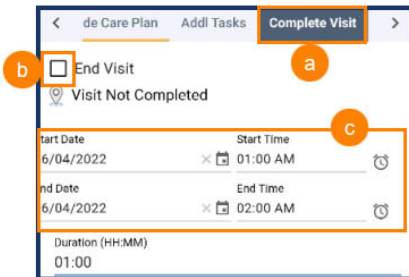 < de Care Plan Addl Tasks Complete Visit >
a
b
End Visit
Visit Not Completed
c
tart Date Start Time
6/04/2022 01:00 AM
nd Date End Time
6/04/2022 02:00 AM
Duration (HH:MM)
01:00